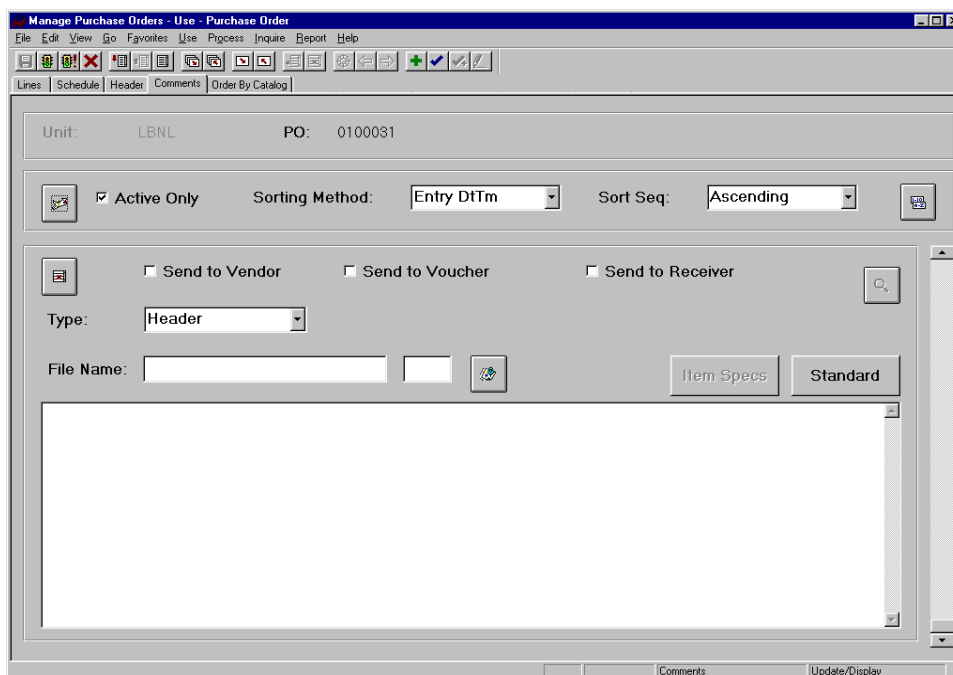 Manage Purchase Orders - Use - Purchase Order
File Edit View Go Favorites Use Process Inquire Report Help
Lines Schedule Header Comments Order By Catalog
Unit: LBNL PO: 0100031
Active Only Sorting Method: Entry DtTm Sort Seq: Ascending
Send to Vendor Send to Voucher Send to Receiver
Type: Header
File Name: Item Specs Standard
Comments Update/Display